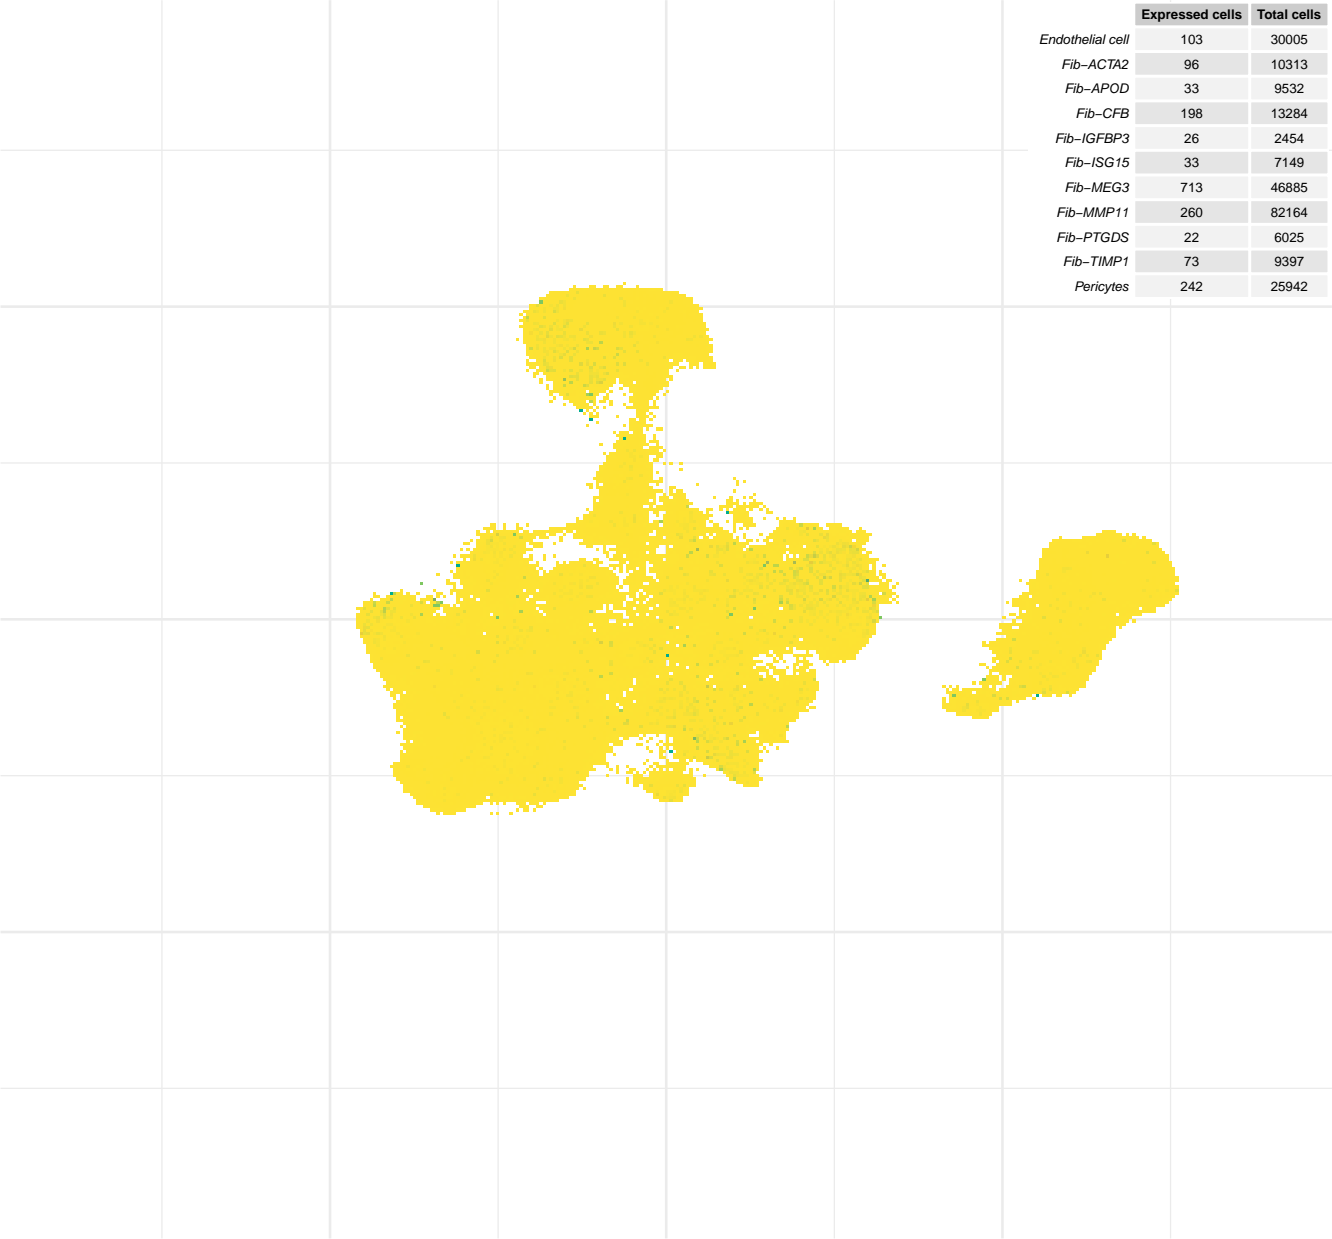 Expressed cells Total cells
Endothelial cell 103 30005
Fib−ACTA2 96 10313
Fib−APOD 33 9532
Fib−CFB 198 13284
Fib−IGFBP3 26 2454
Fib−ISG15 33 7149
Fib−MEG3 713 46885
Fib−MMP11 260 82164
Fib−PTGDS 22 6025
Fib−TIMP1 73 9397
Pericytes 242 25942